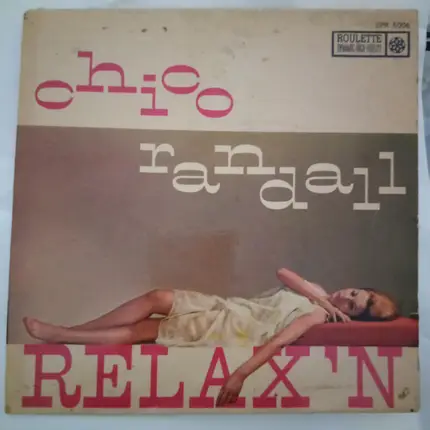 ROULETTE
chico
randall
RELAX'N